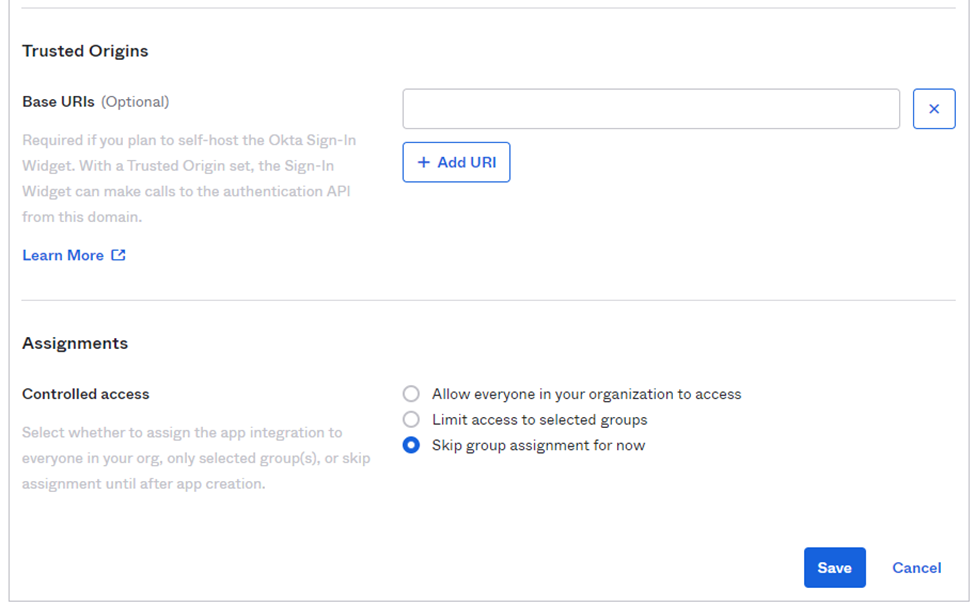 Trusted Origins
Base URIs (Optional)
Required if you plan to self-host the Okta Sign-In
Widget. With a Trusted Origin set, the Sign-In
Widget can make calls to the authentication API
from this domain.
Learn More
+ Add URI
Assignments
Controlled access
Select whether to assign the app integration to
everyone in your org, only selected group(s), or skip
assignment until after app creation.
Allow everyone in your organization to access
Limit access to selected groups
Skip group assignment for now
Save Cancel